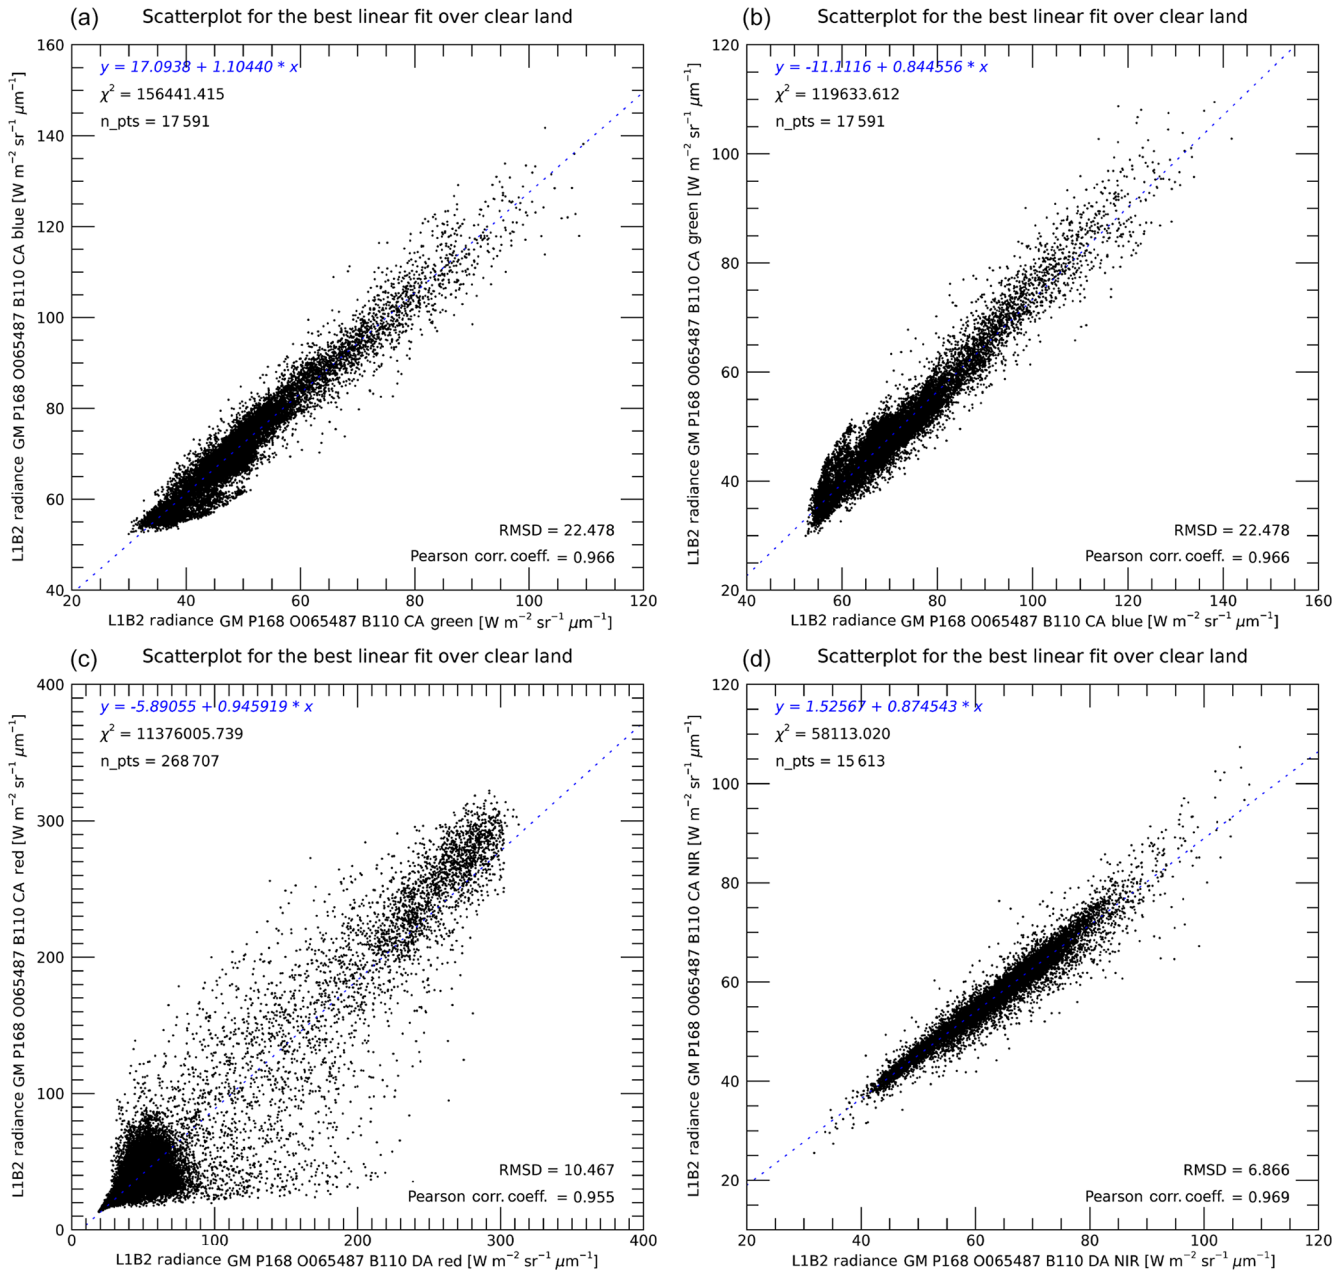 (a) Scatterplot for the best linear fit over clear land
y = 17.0938 + 1.10440 * x
χ² = 156441.415
n_pts = 17591
RMSD = 22.478
Pearson corr.coeff. = 0.966
160
140
120
100
80
60
40
20 40 60 80 100 120
L1B2 radiance GM P168 O065487 B110 CA blue [W m⁻² sr⁻¹ μm⁻¹]
L1B2 radiance GM P168 O065487 B110 CA green [W m⁻² sr⁻¹ μm⁻¹]
(b) Scatterplot for the best linear fit over clear land
y = -11.1116 + 0.844556 * x
χ² = 119633.612
n_pts = 17591
RMSD = 22.478
Pearson corr.coeff. = 0.966
120
100
80
60
40
20
40 60 80 100 120 140 160
L1B2 radiance GM P168 O065487 B110 CA green [W m⁻² sr⁻¹ μm⁻¹]
L1B2 radiance GM P168 O065487 B110 CA blue [W m⁻² sr⁻¹ μm⁻¹]
(c) Scatterplot for the best linear fit over clear land
y = -5.89055 + 0.945919 * x
χ² = 11376005.739
n_pts = 268707
RMSD = 10.467
Pearson corr.coeff. = 0.955
400
300
200
100
0
0 100 200 300 400
L1B2 radiance GM P168 O065487 B110 CA red [W m⁻² sr⁻¹ μm⁻¹]
L1B2 radiance GM P168 O065487 B110 DA red [W m⁻² sr⁻¹ μm⁻¹]
(d) Scatterplot for the best linear fit over clear land
y = 1.52567 + 0.874543 * x
χ² = 58113.020
n_pts = 15613
RMSD = 6.866
Pearson corr.coeff. = 0.969
120
100
80
60
40
20
20 40 60 80 100 120
L1B2 radiance GM P168 O065487 B110 CA NIR [W m⁻² sr⁻¹ μm⁻¹]
L1B2 radiance GM P168 O065487 B110 DA NIR [W m⁻² sr⁻¹ μm⁻¹]